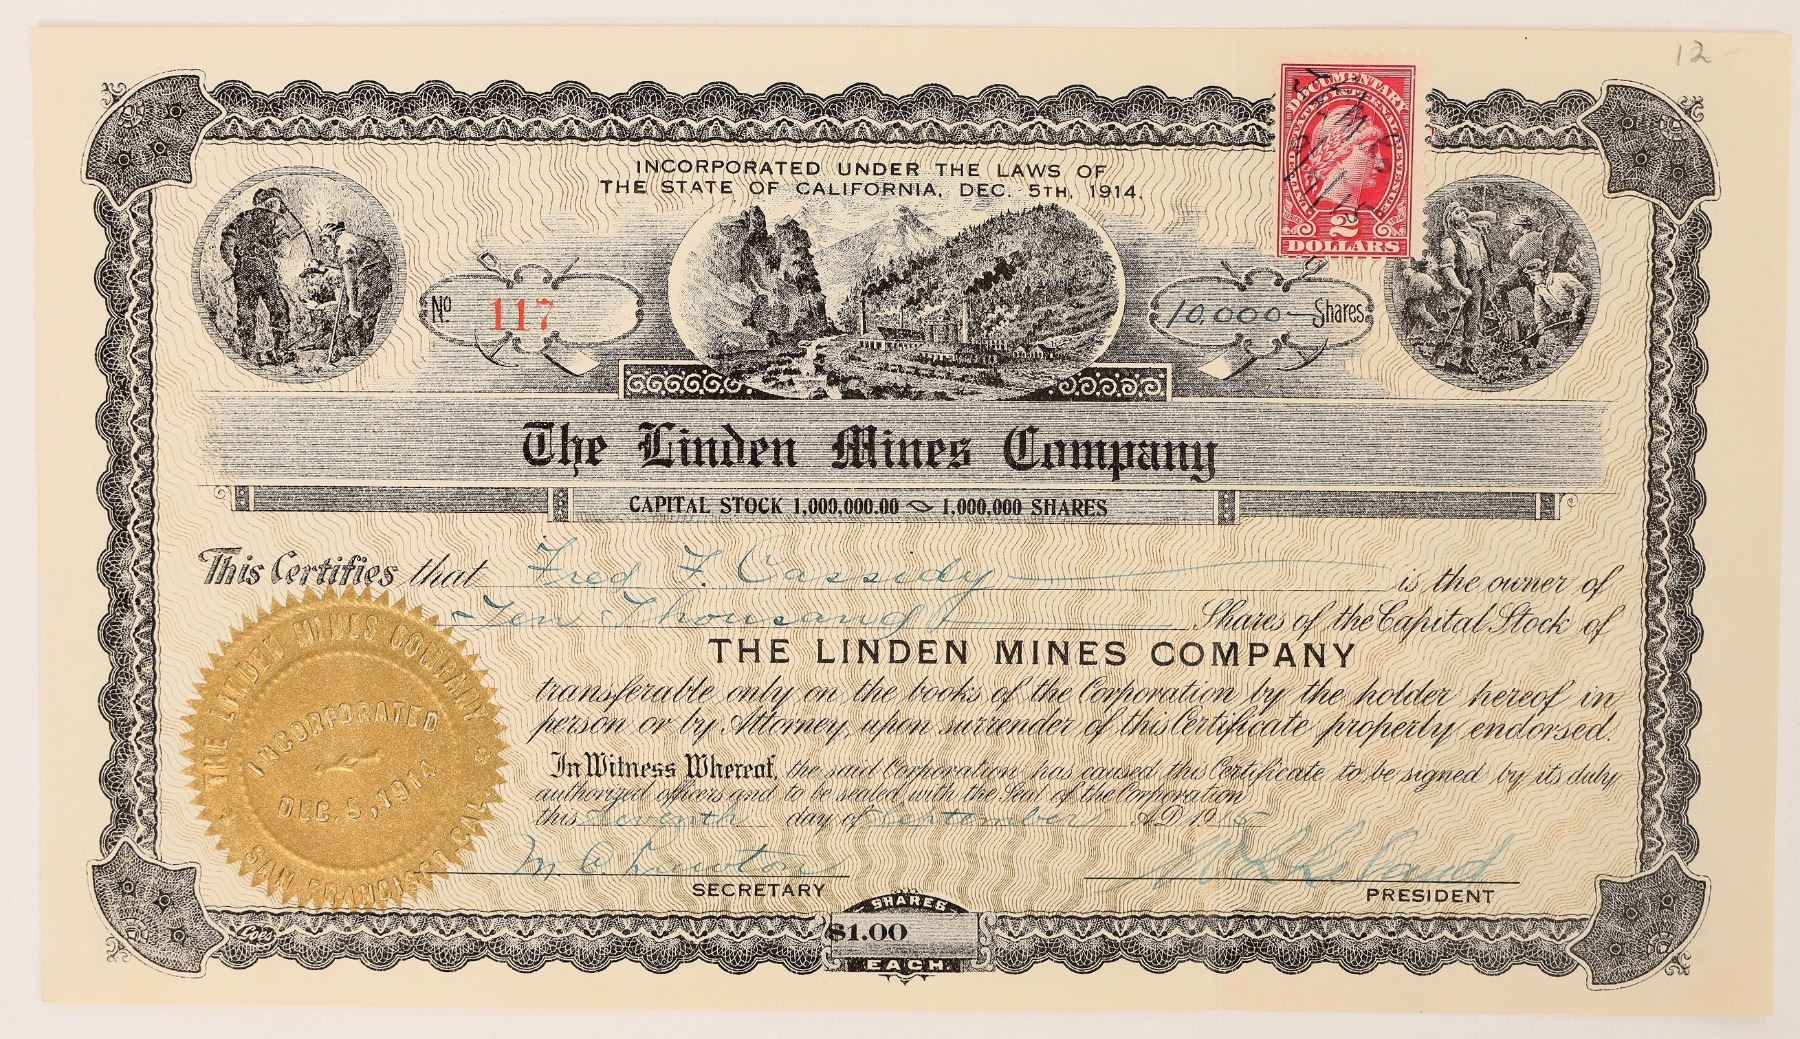 12-
DOCUMENTARY
2
DOLLARS
INCORPORATED UNDER THE LAWS OF
THE STATE OF CALIFORNIA, DEC. 5TH, 1914.
No 117
10,000 Shares
The Linden Mines Company
CAPITAL STOCK 1,000,000.00 1,000,000 SHARES
This Certifies that Fred F. Cassidy is the owner of
Ten Thousand Shares of the Capital Stock of
THE LINDEN MINES COMPANY
transferable only on the books of the Corporation by the holder hereof in
person or by Attorney, upon surrender of this Certificate properly endorsed.
In Witness Whereof, the said Corporation has caused this Certificate to be signed by its duly
authorized officers and to be sealed with the Seal of the Corporation
this Seventh day of September A.D. 1915
SECRETARY
PRESIDENT
THE LINDEN MINES COMPANY
INCORPORATED
DEC. 5, 1914
SAN FRANCISCO CAL.
SHARES
$1.00
EACH
Goes